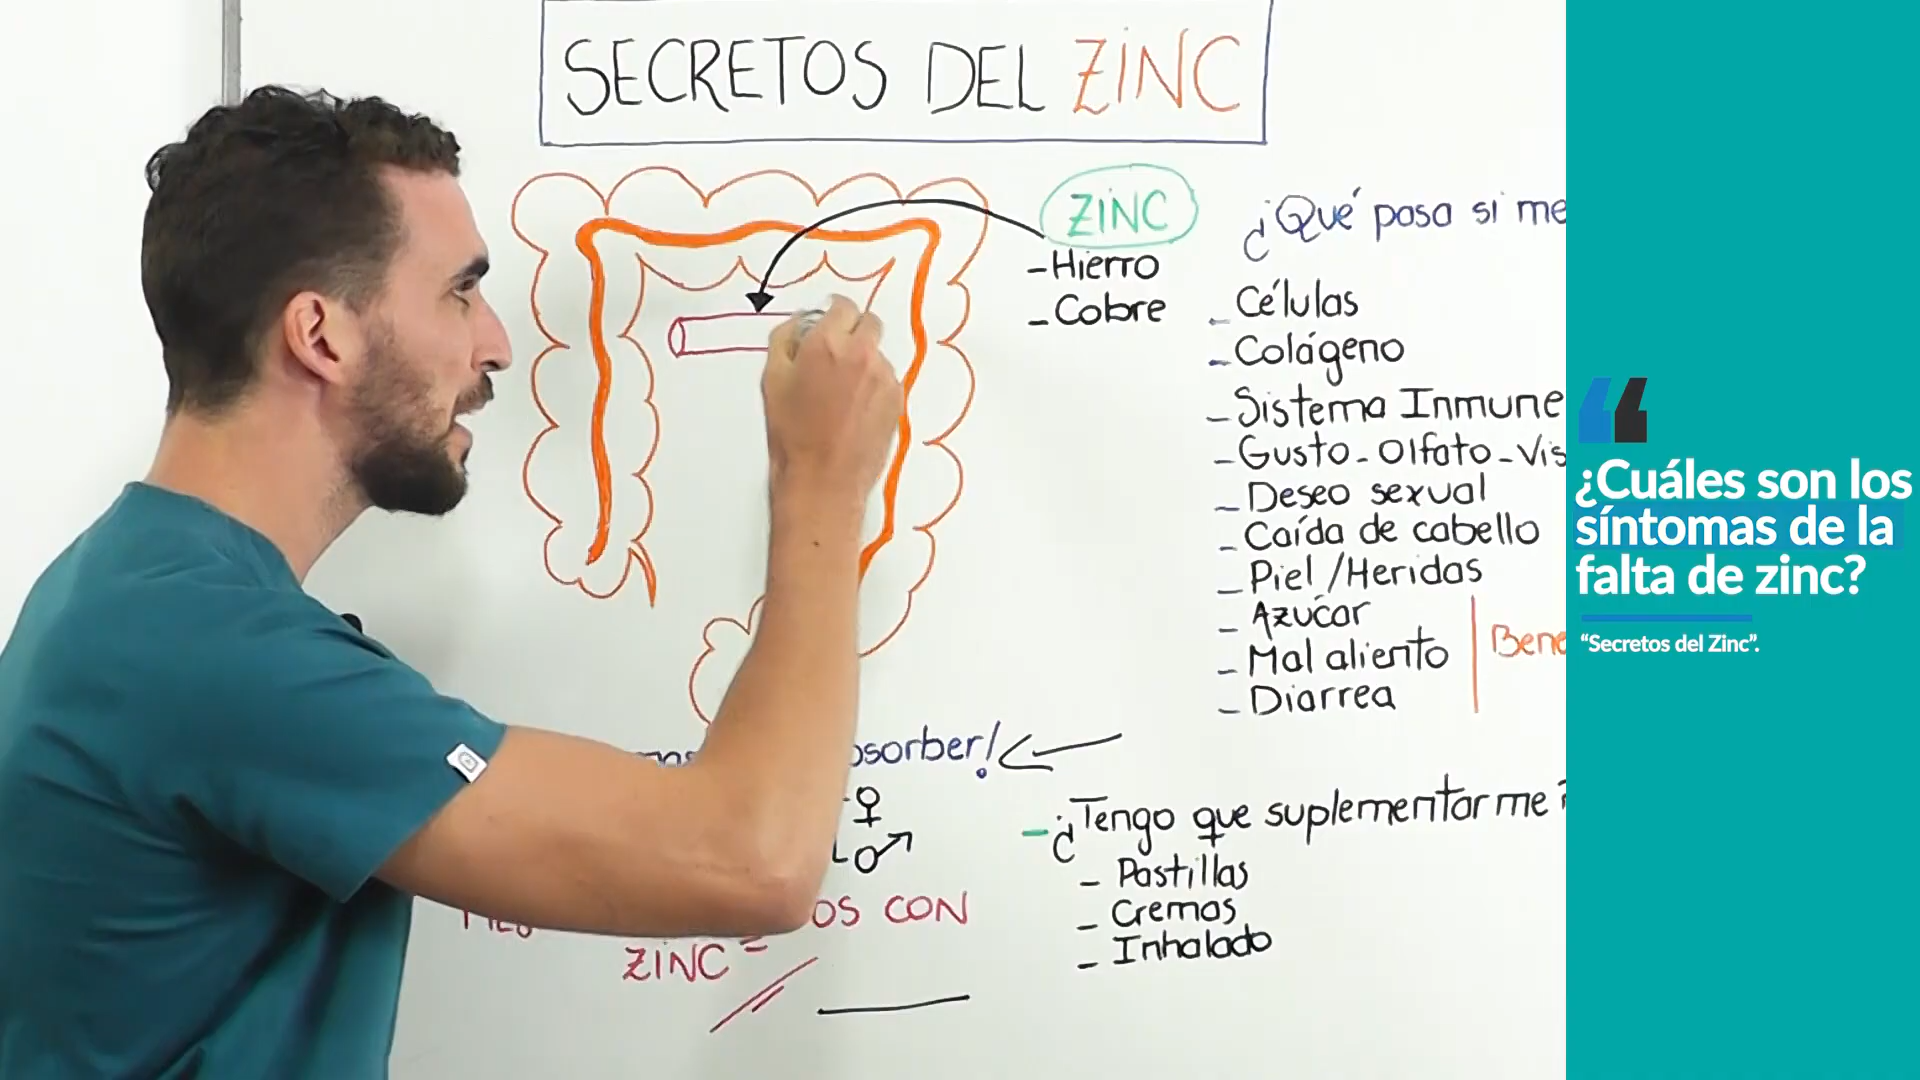 SECRETOS DEL ZINC
ZINC
-Hierro
-Cobre
¿Qué pasa si me
-Células
-Colágeno
-Sistema Inmune
-Gusto-Olfato-Vis
-Deseo sexual
-Caída de cabello
-Piel/Heridas
-Azúcar
-Mal aliento
-Diarrea
Bene
absorber!
-¿Tengo que suplementarme?
-Pastillas
-Cremas
-Inhalado
OS CON
ZINC=
¿Cuáles son los
síntomas de la
falta de zinc?
“Secretos del Zinc”.